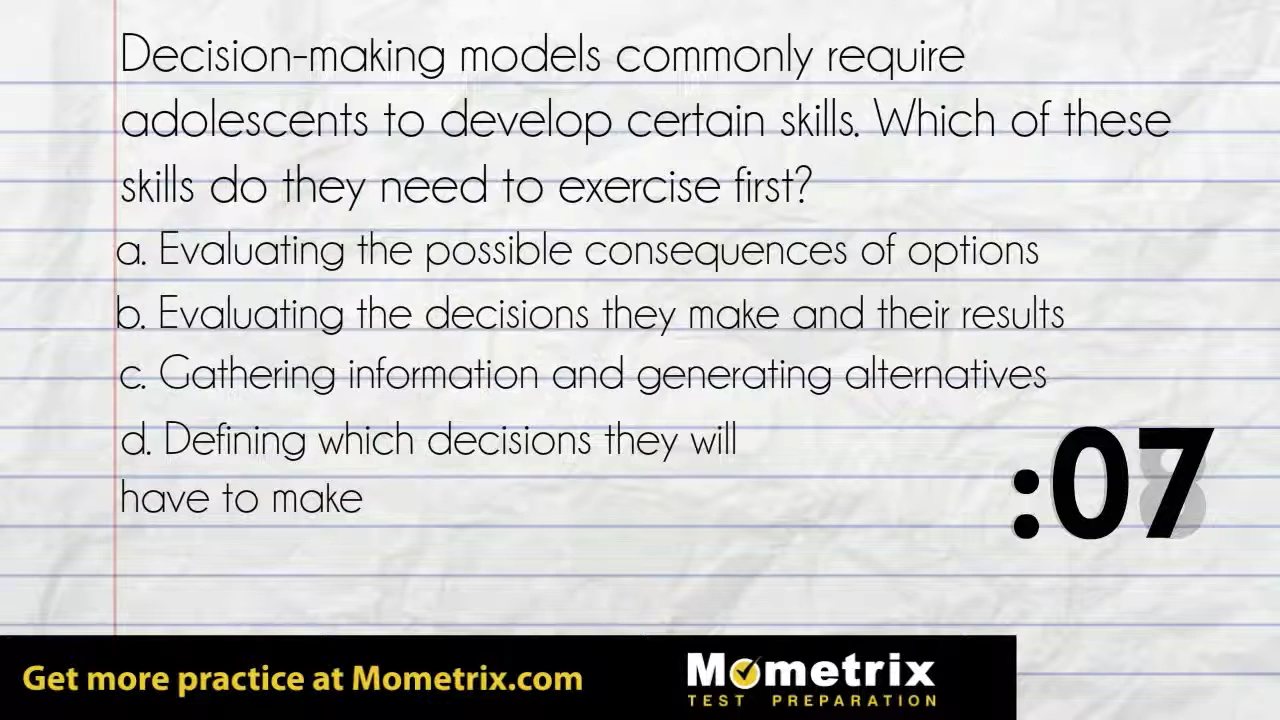 Decision-making models commonly require
adolescents to develop certain skills. Which of these
skills do they need to exercise first?
a. Evaluating the possible consequences of options
b. Evaluating the decisions they make and their results
c. Gathering information and generating alternatives
d. Defining which decisions they will
have to make
:07
Get more practice at Mometrix.com
Mometrix
TEST PREPARATION